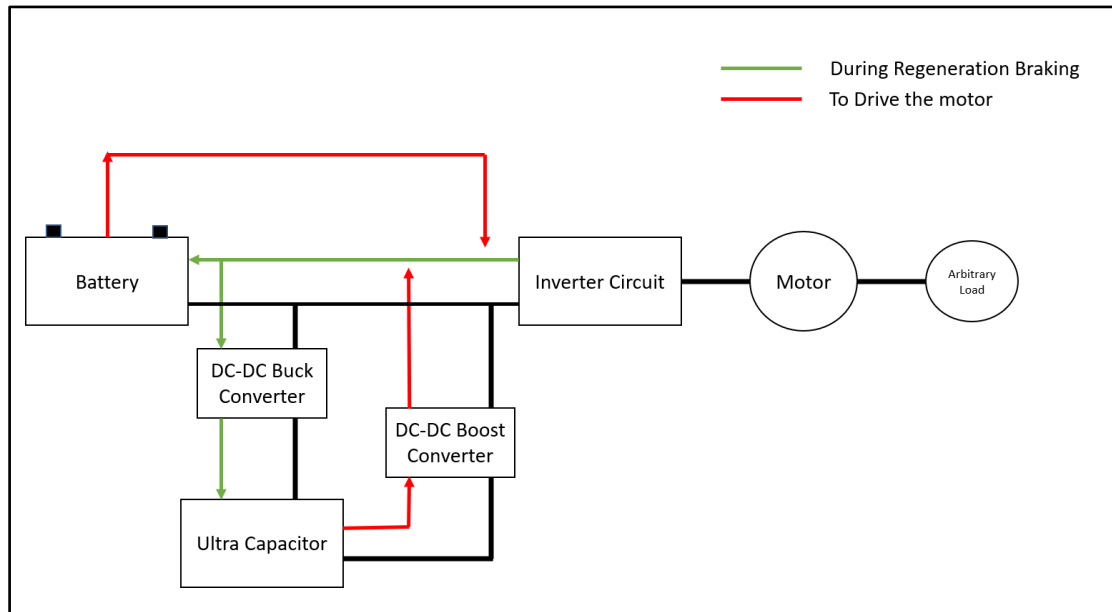 During Regeneration Braking
To Drive the motor
Battery
Inverter Circuit
Motor
Arbitrary
Load
DC-DC Buck
Converter
DC-DC Boost
Converter
Ultra Capacitor